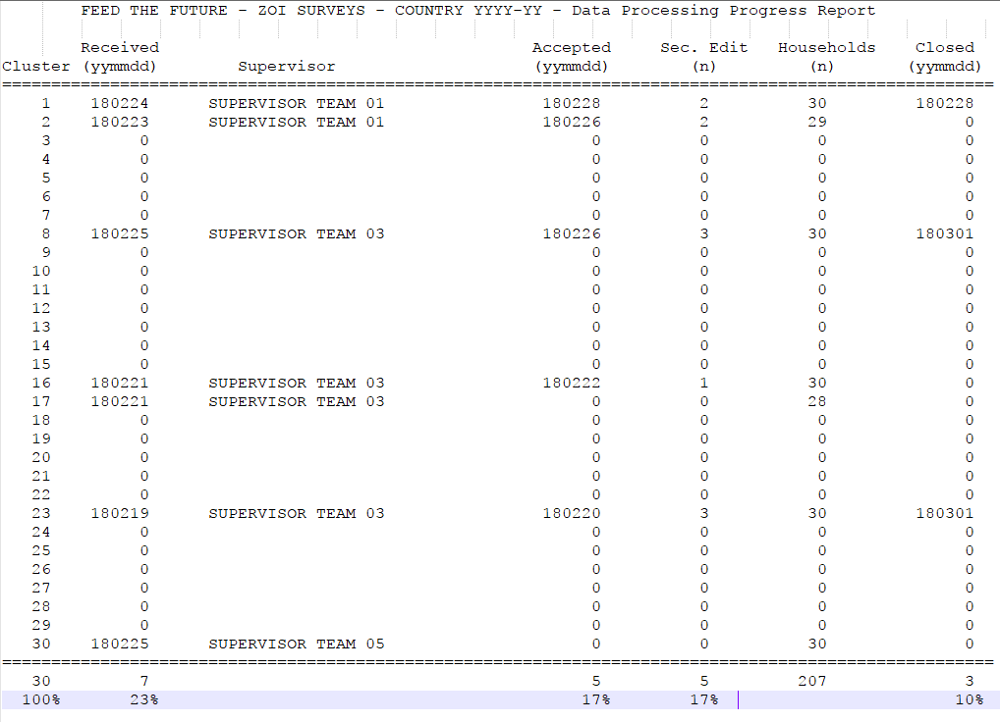 FEED THE FUTURE - ZOI SURVEYS - COUNTRY YYYY-YY - Data Processing Progress Report
Received Accepted Sec. Edit Households Closed
Cluster (yymmdd) Supervisor (yymmdd) (n) (n) (yymmdd)
=====================================================================================================
1 180224 SUPERVISOR TEAM 01 180228 2 30 180228
2 180223 SUPERVISOR TEAM 01 180226 2 29 0
3 0 0 0 0 0
4 0 0 0 0 0
5 0 0 0 0 0
6 0 0 0 0 0
7 0 0 0 0 0
8 180225 SUPERVISOR TEAM 03 180226 3 30 180301
9 0 0 0 0 0
10 0 0 0 0 0
11 0 0 0 0 0
12 0 0 0 0 0
13 0 0 0 0 0
14 0 0 0 0 0
15 0 0 0 0 0
16 180221 SUPERVISOR TEAM 03 180222 1 30 0
17 180221 SUPERVISOR TEAM 03 0 0 28 0
18 0 0 0 0 0
19 0 0 0 0 0
20 0 0 0 0 0
21 0 0 0 0 0
22 0 0 0 0 0
23 180219 SUPERVISOR TEAM 03 180220 3 30 180301
24 0 0 0 0 0
25 0 0 0 0 0
26 0 0 0 0 0
27 0 0 0 0 0
28 0 0 0 0 0
29 0 0 0 0 0
30 180225 SUPERVISOR TEAM 05 0 0 30 0
=====================================================================================================
30 7 5 5 207 3
100% 23% 17% 17% 10%